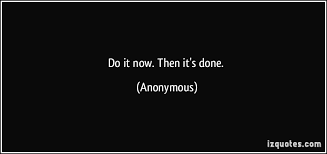 Do it now. Then it's done.
(Anonymous)
izquotes.com